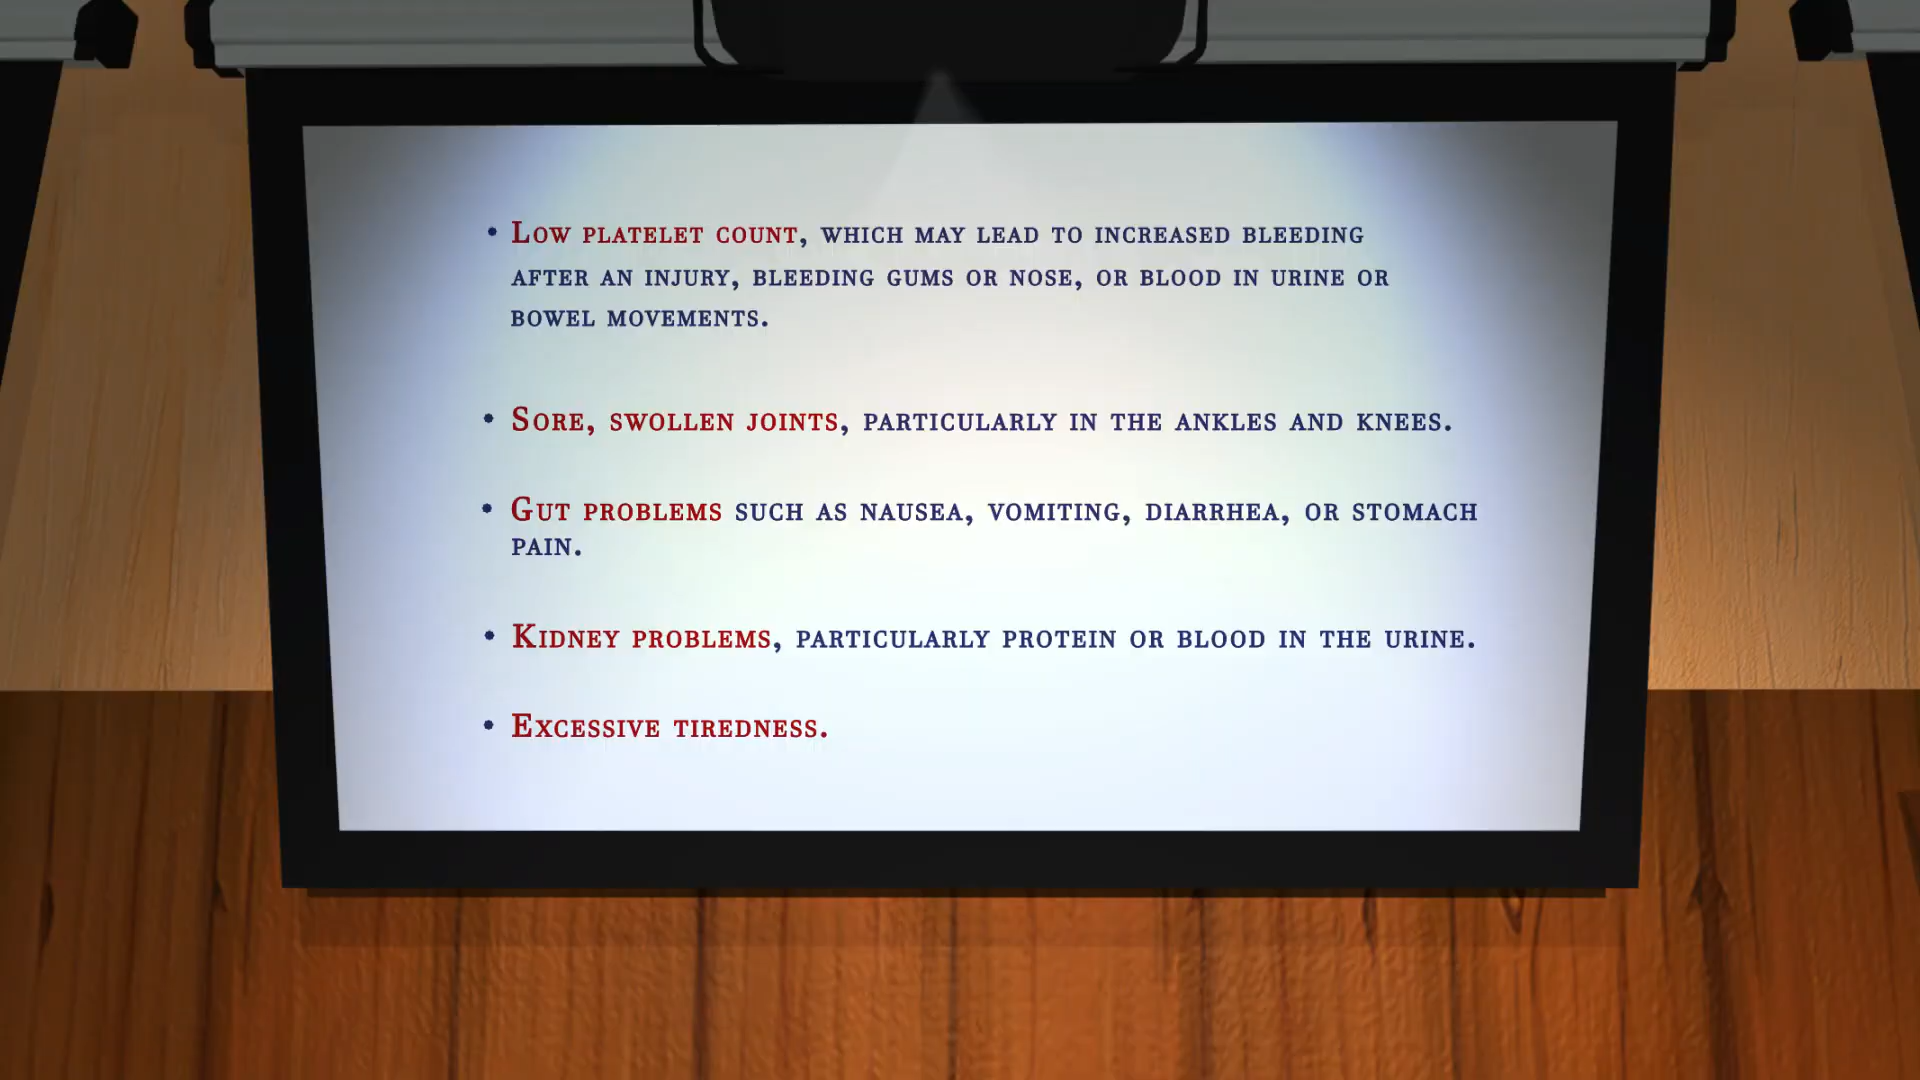 • Low platelet count, which may lead to increased bleeding
after an injury, bleeding gums or nose, or blood in urine or
bowel movements.
• Sore, swollen joints, particularly in the ankles and knees.
• Gut problems such as nausea, vomiting, diarrhea, or stomach
pain.
• Kidney problems, particularly protein or blood in the urine.
• Excessive tiredness.